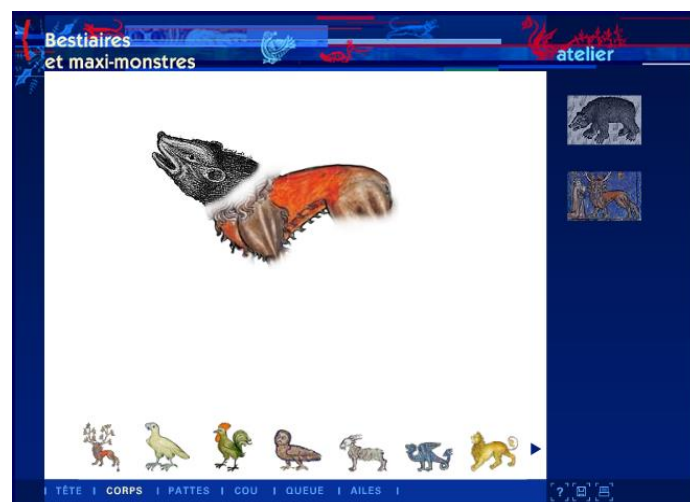 Bestiaires
et maxi-monstres
atelier
| TÊTE | CORPS | PATTES | COU | QUEUE | AILES |
?